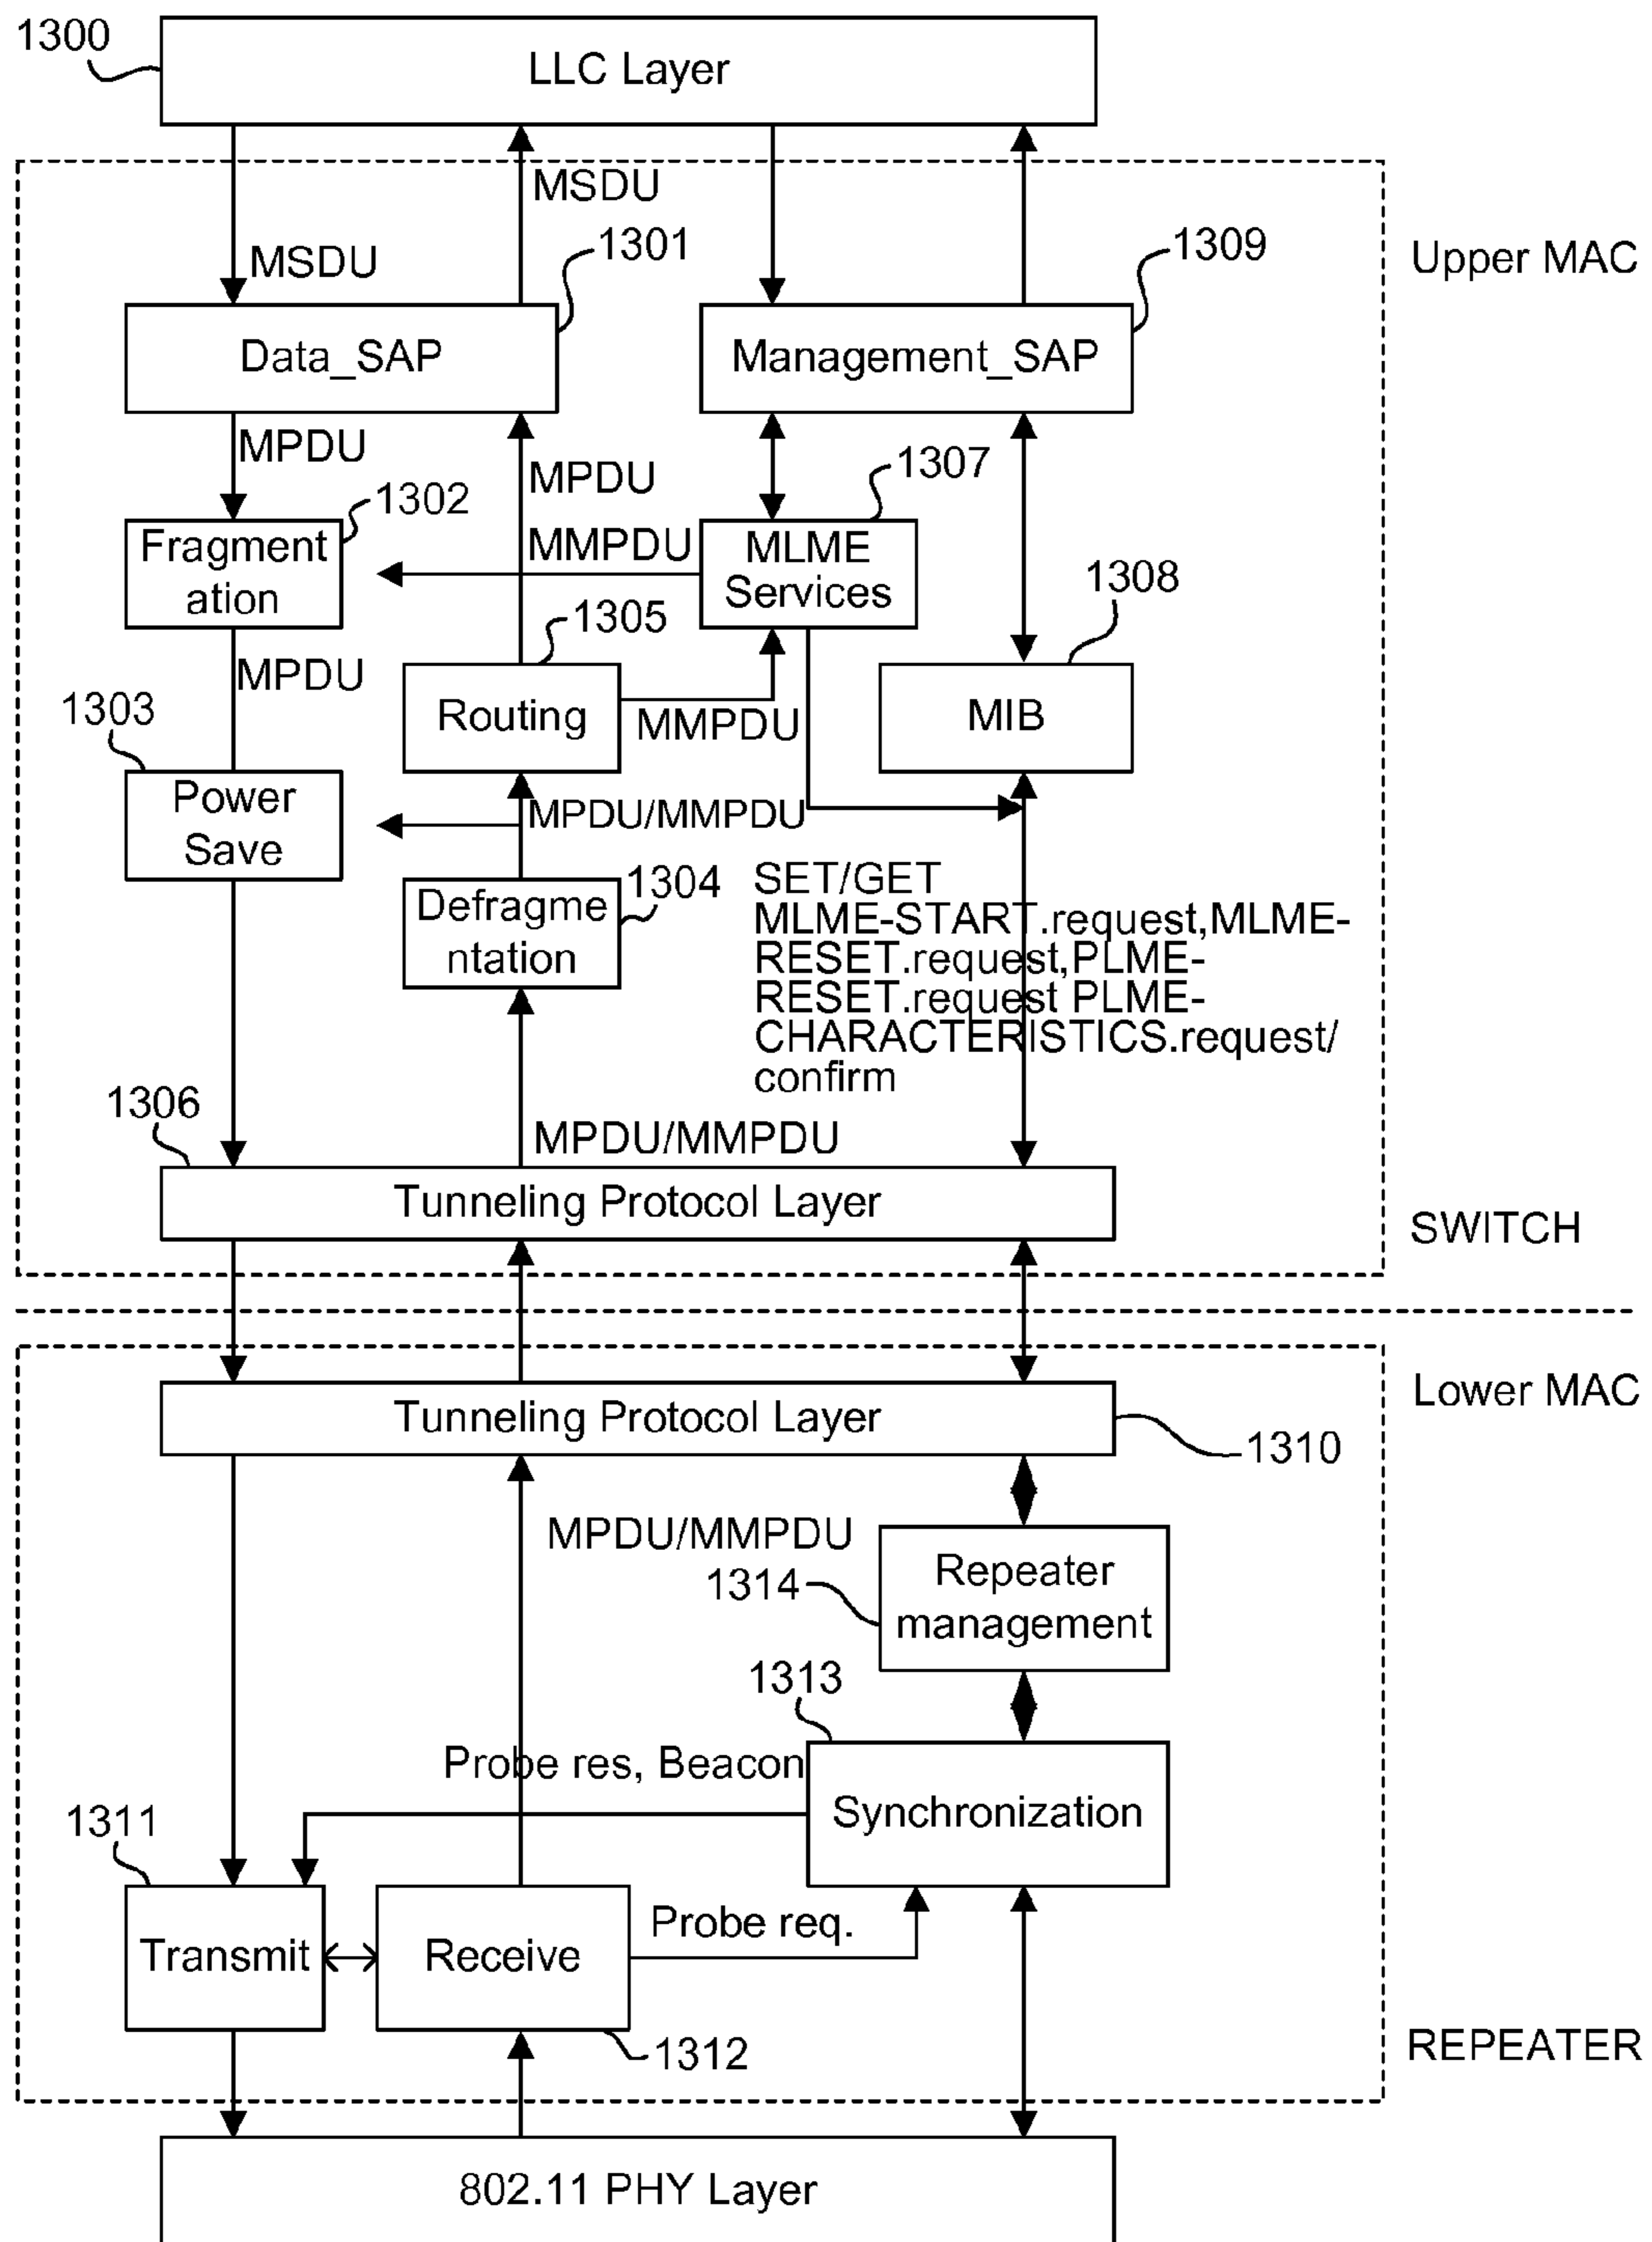 1300
LLC Layer
MSDU
1301
1309
Upper MAC
MSDU
Data_SAP
Management_SAP
MPDU
MPDU
1307
1302
Fragment
ation
MMPDU
MLME
Services
1308
1305
MPDU
1303
Routing
MMPDU
MIB
Power
Save
MPDU/MMPDU
1304
Defragme
ntation
SET/GET
MLME-START.request,MLME-
RESET.request,PLME-
RESET.request PLME-
CHARACTERISTICS.request/
confirm
1306
MPDU/MMPDU
Tunneling Protocol Layer
SWITCH
Lower MAC
Tunneling Protocol Layer
1310
MPDU/MMPDU
1314
Repeater
management
1313
Probe res, Beacon
Synchronization
1311
Transmit
Receive
Probe req.
1312
REPEATER
802.11 PHY Layer